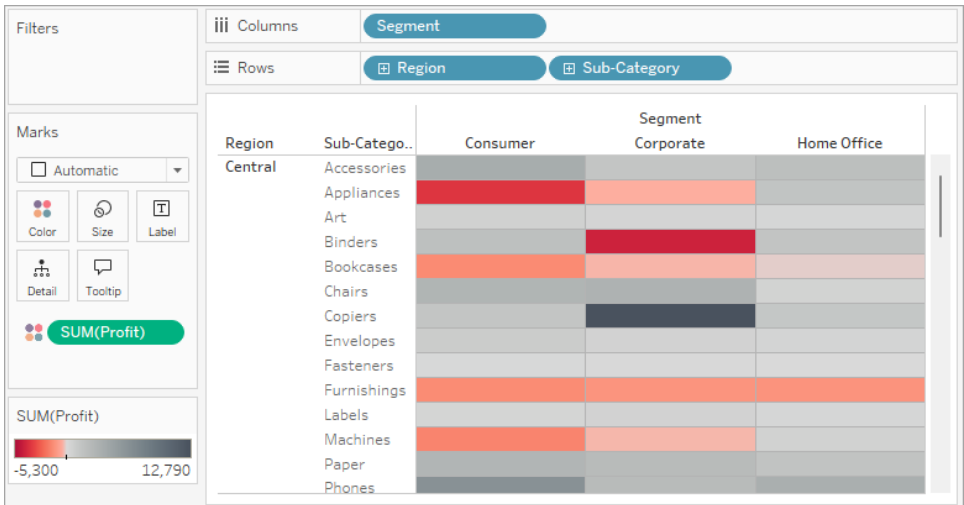 Filters
Columns
Segment
Rows
Region
Sub-Category
Marks
Automatic
Color
Size
Label
Detail
Tooltip
SUM(Profit)
SUM(Profit)
-5,300
12,790
Segment
Region
Sub-Catego..
Consumer
Corporate
Home Office
Central
Accessories
Appliances
Art
Binders
Bookcases
Chairs
Copiers
Envelopes
Fasteners
Furnishings
Labels
Machines
Paper
Phones